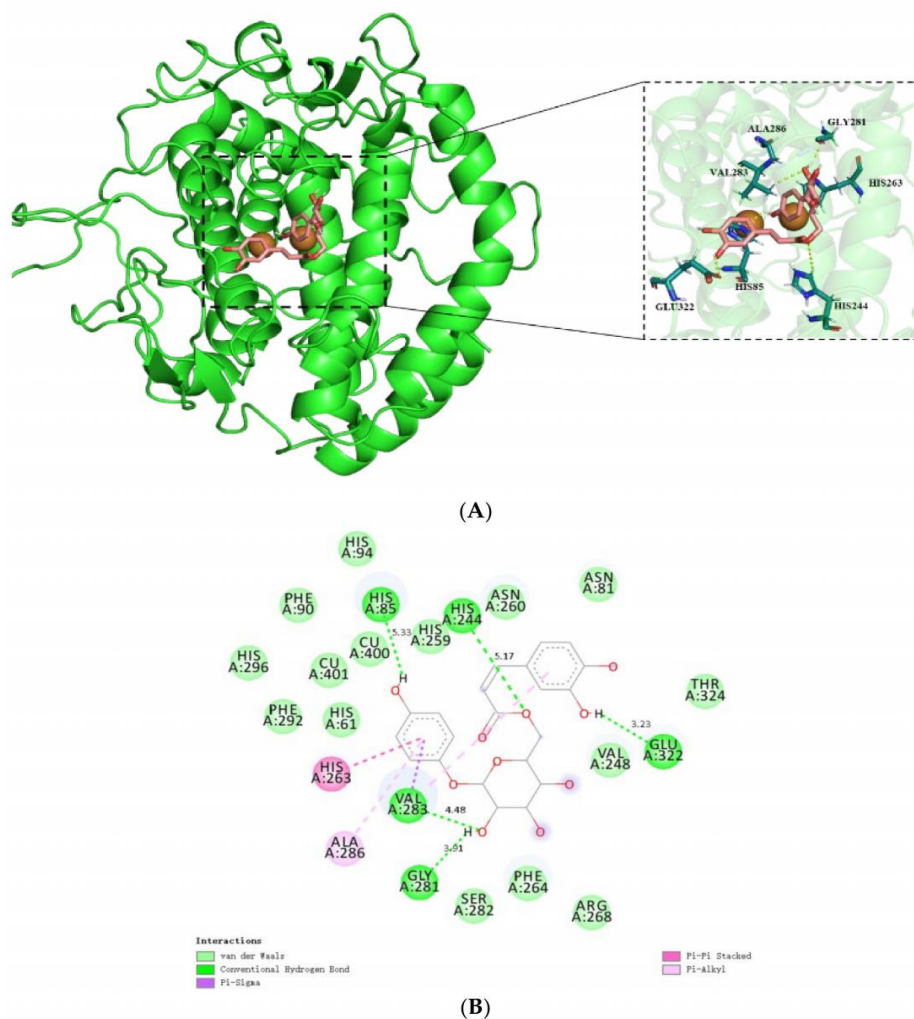 ALA286
GLY281
VAL283
HIS263
GLU322
HIS85
HIS244
(A)
HIS
A:94
PHE
A:90
HIS
A:85
HIS
A:244
ASN
A:260
ASN
A:81
HIS
A:296
CU
A:401
CU
A:400
HIS
A:259
5.33
5.17
H
O
O
THR
A:324
PHE
A:292
HIS
A:61
O
O
O
H
3.23
VAL
A:248
GLU
A:322
HIS
A:263
VAL
A:283
O
O
O
4.48
H
O
O
3.91
ALA
A:286
GLY
A:281
SER
A:282
PHE
A:264
ARG
A:268
Interactions
van der Waals
Conventional Hydrogen Bond
Pi-Sigma
Pi-Pi Stacked
Pi-Alkyl
(B)